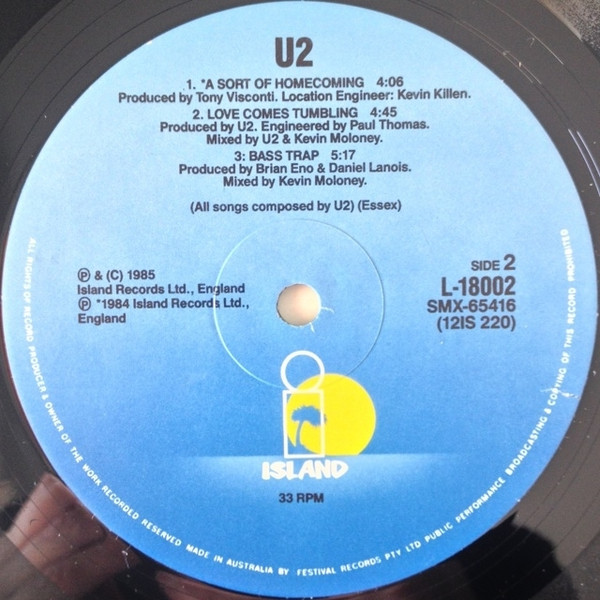 U2
1. *A SORT OF HOMECOMING 4:06
Produced by Tony Visconti. Location Engineer: Kevin Killen.
2. LOVE COMES TUMBLING 4:45
Produced by U2. Engineered by Paul Thomas.
Mixed by U2 & Kevin Moloney.
3: BASS TRAP 5:17
Produced by Brian Eno & Daniel Lanois.
Mixed by Kevin Moloney.
(All songs composed by U2) (Essex)
℗ & (C) 1985
Island Records Ltd., England
℗ *1984 Island Records Ltd.,
England
SIDE 2
L-18002
SMX-65416
(12IS 220)
ISLAND
33 RPM
ALL RIGHTS OF RECORD PRODUCER & OWNER OF THE WORK RECORDED RESERVED MADE IN AUSTRALIA BY FESTIVAL RECORDS PTY LTD PUBLIC PERFORMANCE BROADCASTING & COPYING OF THIS RECORD PROHIBITED